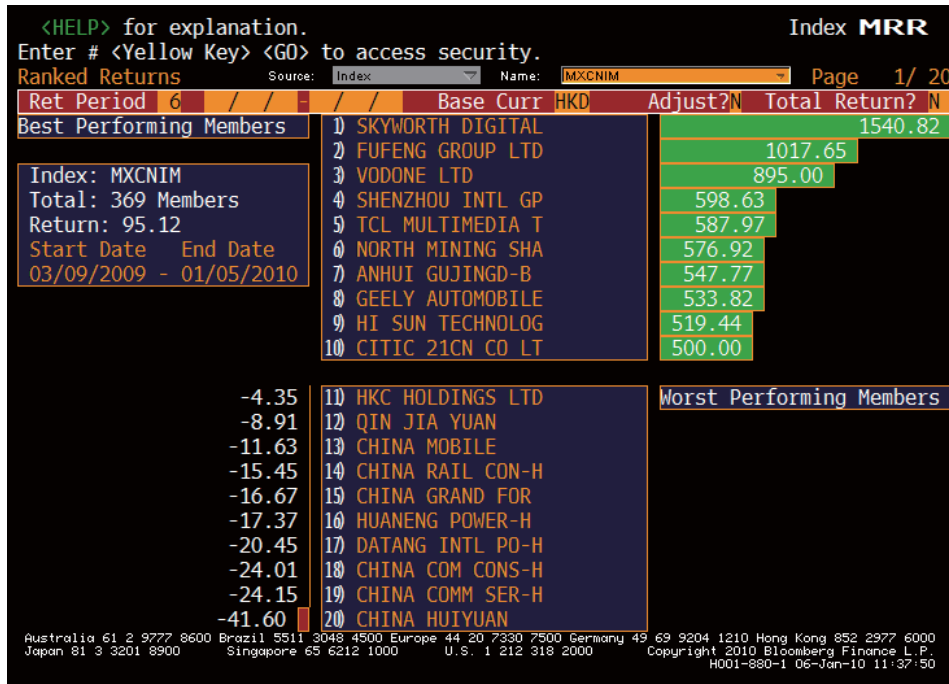 <HELP> for explanation. Index MRR
Enter # <Yellow Key> <GO> to access security.
Ranked Returns Source: Index Name: MXCNIM Page 1/ 20
Ret Period 6 / / - / / Base Curr HKD Adjust?N Total Return? N
Best Performing Members
Index: MXCNIM
Total: 369 Members
Return: 95.12
Start Date End Date
03/09/2009 - 01/05/2010
1) SKYWORTH DIGITAL 1540.82
2) FUFENG GROUP LTD 1017.65
3) VODONE LTD 895.00
4) SHENZHOU INTL GP 598.63
5) TCL MULTIMEDIA T 587.97
6) NORTH MINING SHA 576.92
7) ANHUI GUJINGD-B 547.77
8) GEELY AUTOMOBILE 533.82
9) HI SUN TECHNOLOG 519.44
10) CITIC 21CN CO LT 500.00
Worst Performing Members
-4.35 11) HKC HOLDINGS LTD
-8.91 12) QIN JIA YUAN
-11.63 13) CHINA MOBILE
-15.45 14) CHINA RAIL CON-H
-16.67 15) CHINA GRAND FOR
-17.37 16) HUANENG POWER-H
-20.45 17) DATANG INTL PO-H
-24.01 18) CHINA COM CONS-H
-24.15 19) CHINA COMM SER-H
-41.60 20) CHINA HUIYUAN
Australia 61 2 9777 8600 Brazil 5511 3048 4500 Europe 44 20 7330 7500 Germany 49 69 9204 1210 Hong Kong 852 2977 6000
Japan 81 3 3201 8900 Singapore 65 6212 1000 U.S. 1 212 318 2000 Copyright 2010 Bloomberg Finance L.P.
H001-880-1 06-Jan-10 11:37:50